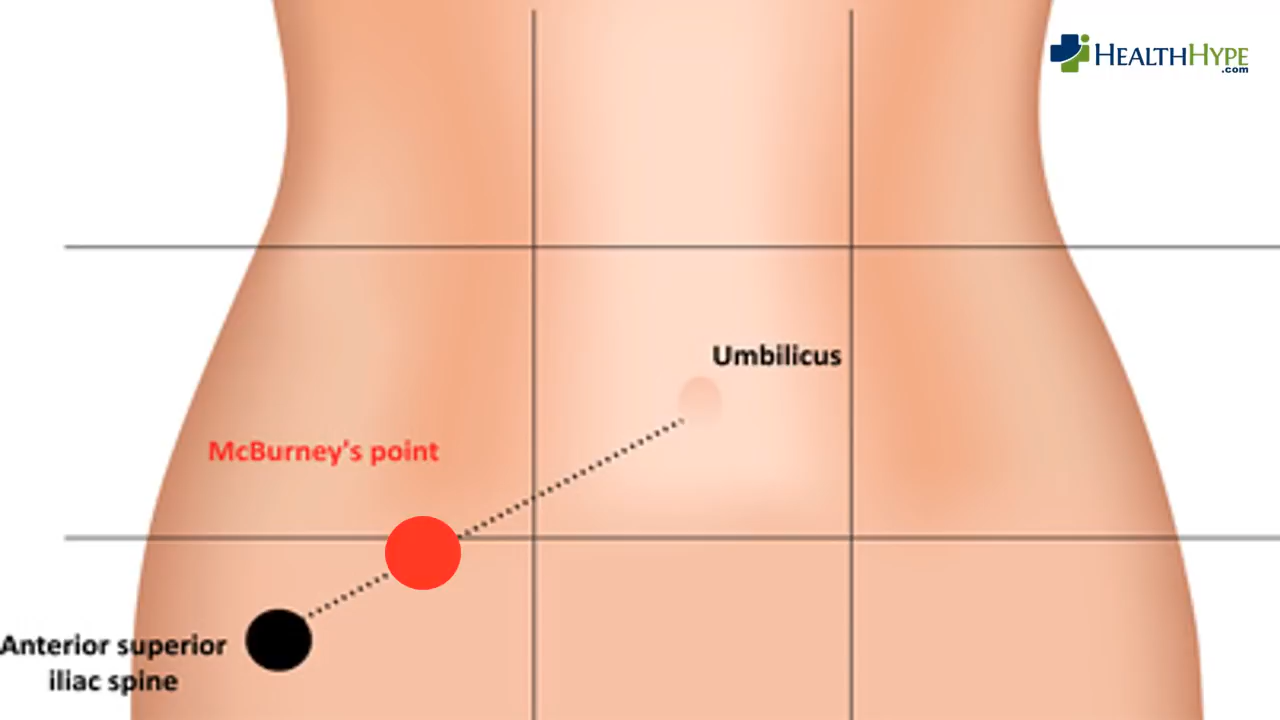 HEALTHHYPE
.com
Umbilicus
McBurney's point
Anterior superior
iliac spine